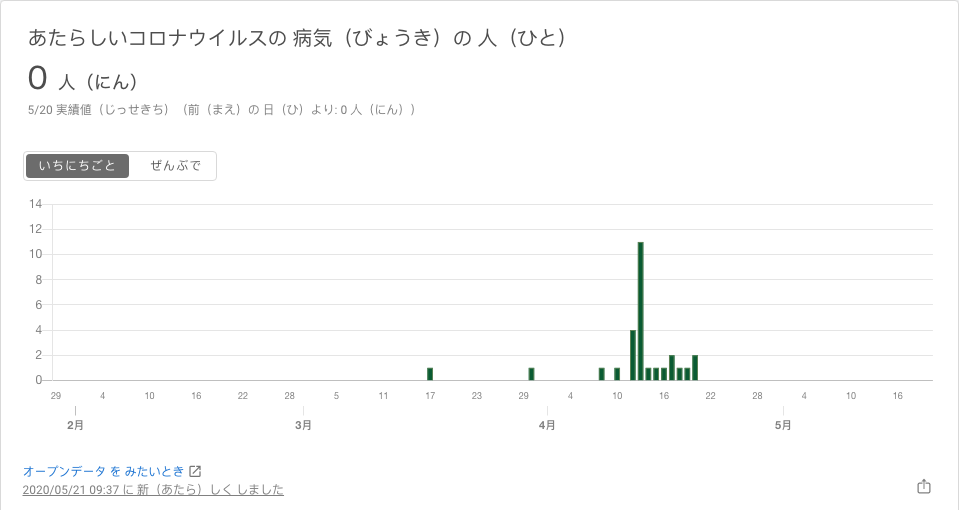 あたらしいコロナウイルスの 病気（びょうき）の 人（ひと）
0 人（にん）
5/20 実績値（じっせきち）（前（まえ）の 日（ひ）より: 0 人（にん））
いちにちごと ぜんぶで
14
12
10
8
6
4
2
0
29 4 10 16 22 28 5 11 17 23 29 4 10 16 22 28 4 10 16
2月 3月 4月 5月
オープンデータ を みたいとき
2020/05/21 09:37 に 新（あたら）しく しました